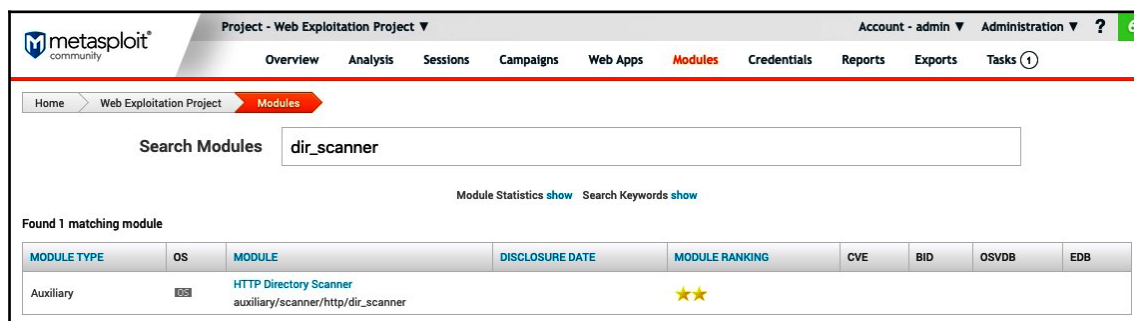 Project - Web Exploitation Project ▼ Account - admin ▼ Administration ▼ ?
metasploit®
community
Overview Analysis Sessions Campaigns Web Apps Modules Credentials Reports Exports Tasks 1
Home Web Exploitation Project Modules
Search Modules dir_scanner
Module Statistics show Search Keywords show
Found 1 matching module
MODULE TYPE OS MODULE DISCLOSURE DATE MODULE RANKING CVE BID OSVDB EDB
Auxiliary OS HTTP Directory Scanner
auxiliary/scanner/http/dir_scanner